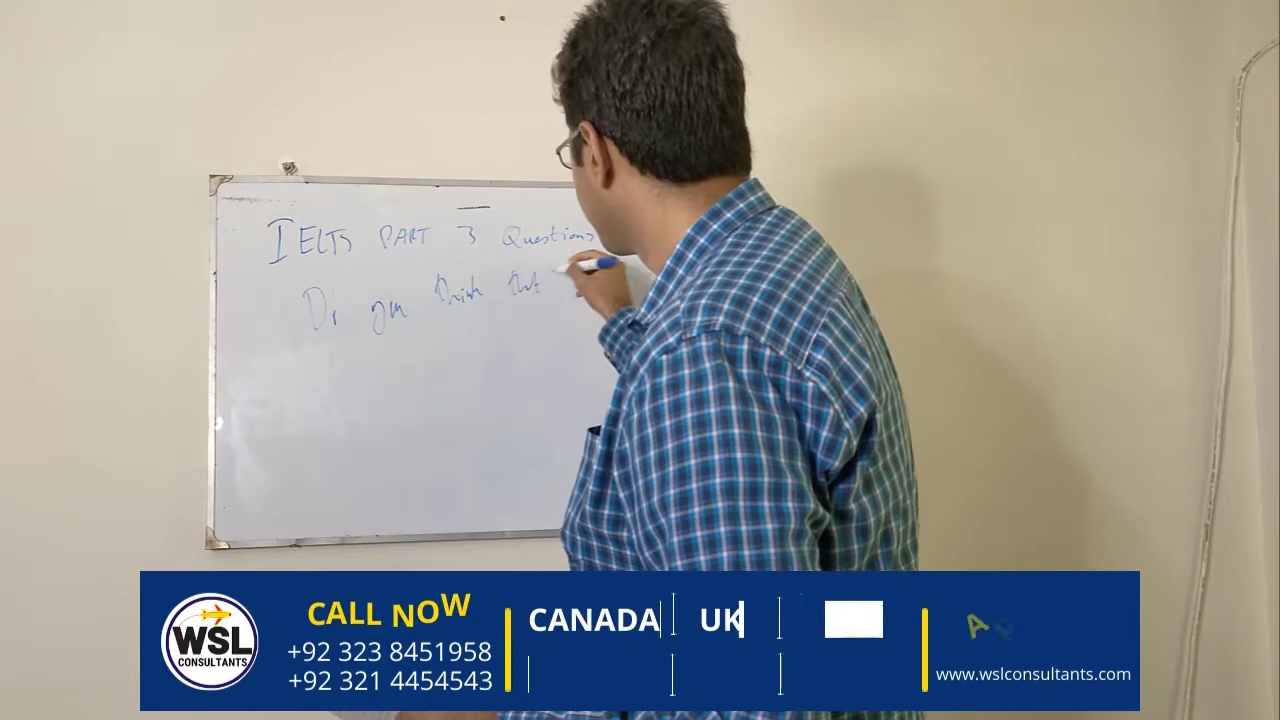 IELTS PART 3 Questions
Do you think that
WSL
CONSULTANTS
CALL NOW
+92 323 8451958
+92 321 4454543
CANADA
UK
A
www.wslconsultants.com